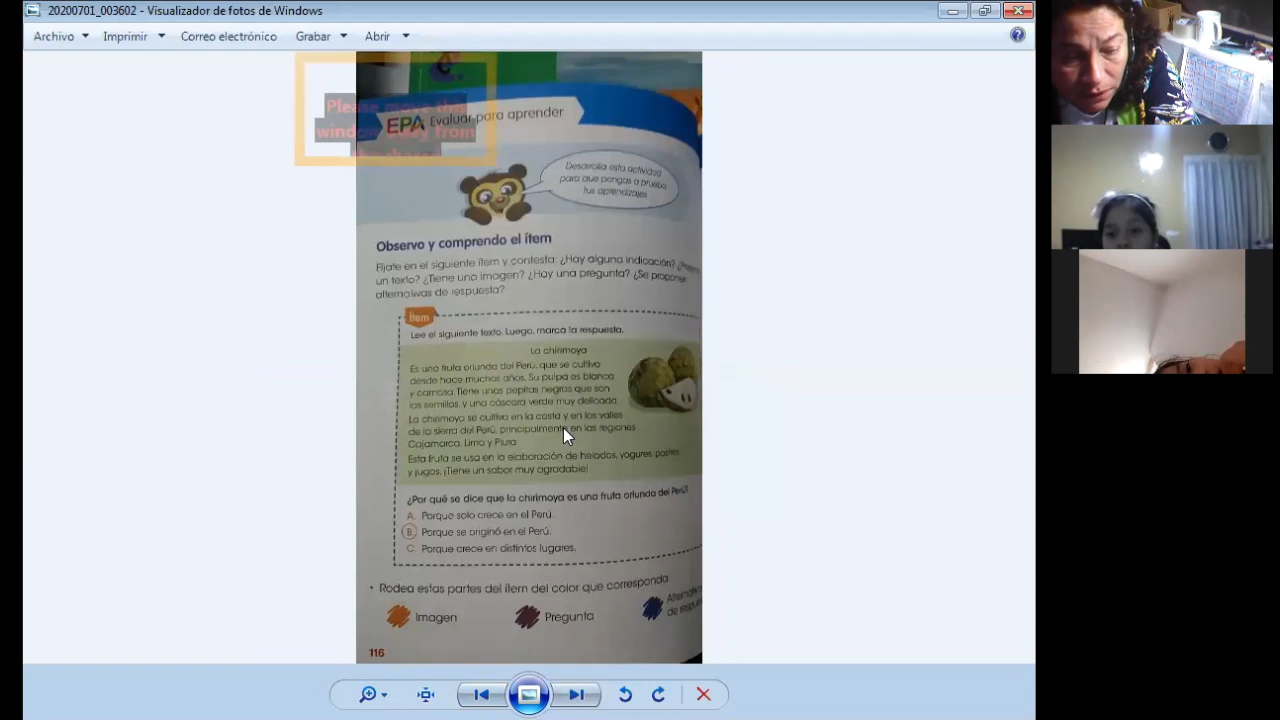 20200701_003602 - Visualizador de fotos de Windows
Archivo Imprimir Correo electrónico Grabar Abrir
Please move this
window away from
EPA Evaluar para aprender
Desarrolla esta actividad
para que pongas a prueba
tus aprendizajes
Observo y comprendo el ítem
Fíjate en el siguiente ítem y contesta: ¿Hay alguna indicación?
un texto? ¿Tiene una imagen? ¿Hay una pregunta? ¿Se proponen
alternativas de respuesta?
Ítem
Lee el siguiente texto. Luego, marca la respuesta.
La chirimoya
Es una fruta oriunda del Perú, que se cultiva
desde hace muchos años. Su pulpa es blanca
y carnosa. Tiene unas pepitas negras que son
las semillas, y una cáscara verde muy delicada.
La chirimoya se cultiva en la costa y en los valles
de la sierra del Perú, principalmente en las regiones
Cajamarca, Lima y Piura.
Esta fruta se usa en la elaboración de helados, yogures, postres
y jugos. ¡Tiene un sabor muy agradable!
¿Por qué se dice que la chirimoya es una fruta oriunda del Perú?
A. Porque solo crece en el Perú.
B. Porque se originó en el Perú.
C. Porque crece en distintos lugares.
• Rodea estas partes del ítem del color que corresponda
Imagen Pregunta
116